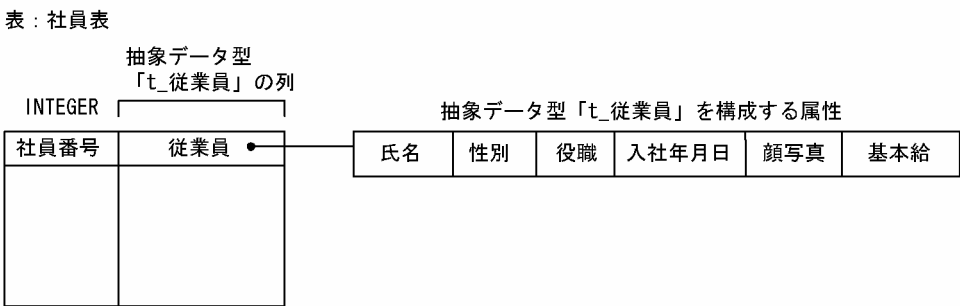 表：社員表
抽象データ型
「t_従業員」の列
INTEGER
抽象データ型「t_従業員」を構成する属性
社員番号 従業員
氏名 性別 役職 入社年月日 顔写真 基本給